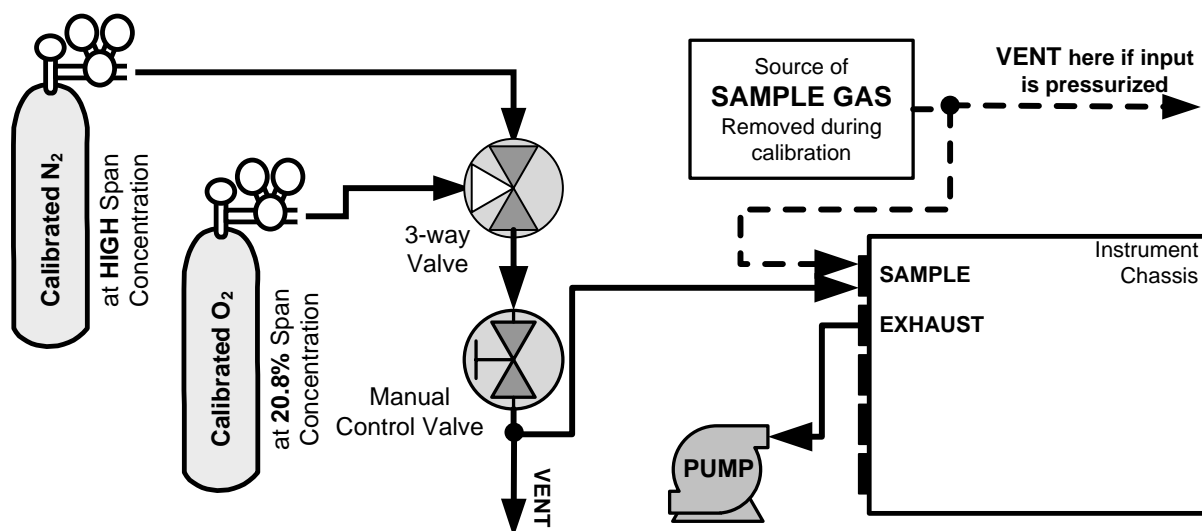 Calibrated N₂
at HIGH Span
Concentration
Calibrated O₂
at 20.8% Span
Concentration
3-way
Valve
Manual
Control Valve
VENT
Source of
SAMPLE GAS
Removed during
calibration
VENT here if input
is pressurized
Instrument
Chassis
SAMPLE
EXHAUST
PUMP